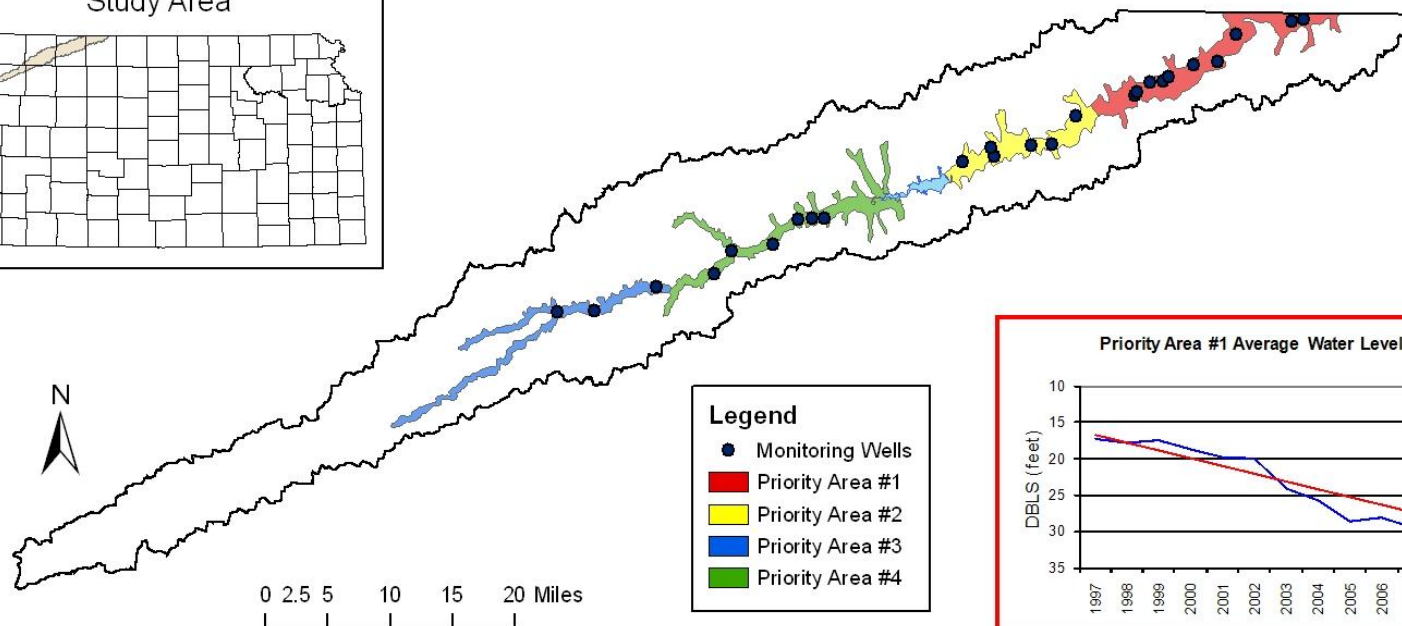 Study Area
N
0 2.5 5 10 15 20 Miles
Legend
Monitoring Wells
Priority Area #1
Priority Area #2
Priority Area #3
Priority Area #4
Priority Area #1 Average Water Level
DBLS (feet)
10
15
20
25
30
35
1997 1998 1999 2000 2001 2002 2003 2004 2005 2006